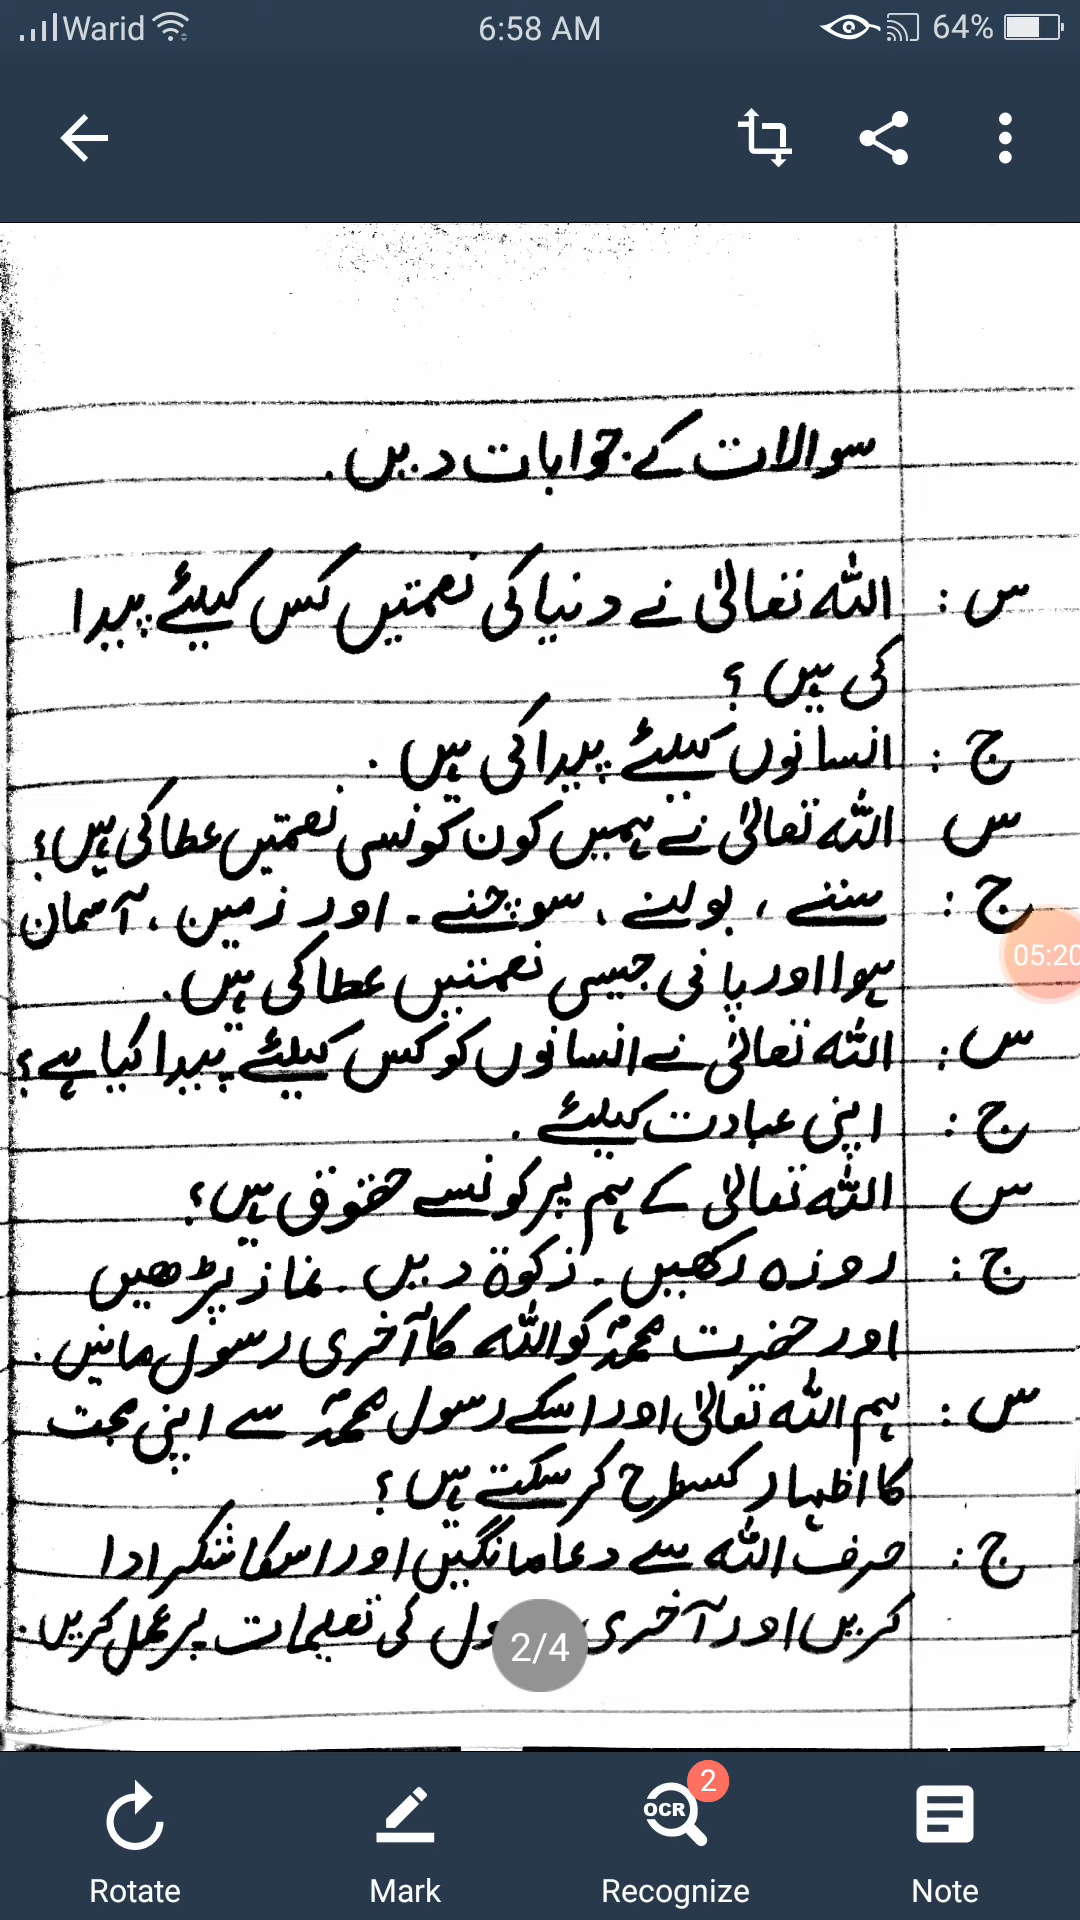 Warid 6:58 AM 64%
سوالات کے جوابات دیں.
س: اللہ تعالیٰ نے دنیا کی نعمتیں کس کیلئے پیدا
کی ہیں ؟
ج: انسانوں کیلئے پیدا کی ہیں.
س اللہ تعالیٰ نے ہمیں کون کونسی نعمتیں عطا کی ہیں؟
ج: سننے ، بولنے ، سوچنے . اور زمین ، آسمان
ہوا اور پانی جیسی نعمتیں عطا کی ہیں.
05:20
س: اللہ تعالیٰ نے انسانوں کو کس کیلئے پیدا کیا ہے؟
ج: اپنی عبادت کیلئے.
س اللہ تعالیٰ کے ہم پر کونسے حقوق ہیں؟
ج: روزہ رکھیں. زکوۃ دیں. نماز پڑھیں
اور حضرت محمدؐ کو اللہ کا آخری رسول مانیں.
س: ہم اللہ تعالیٰ اور اسکے رسول محمدؐ سے اپنی محبت
کا اظہار کسطرح کر سکتے ہیں؟
ج: صرف اللہ سے دعا مانگیں اور اسکا شکر ادا
کریں اور آخری ول کی تعلیمات پر عمل کریں.
2/4
2
OCR
Rotate Mark Recognize Note